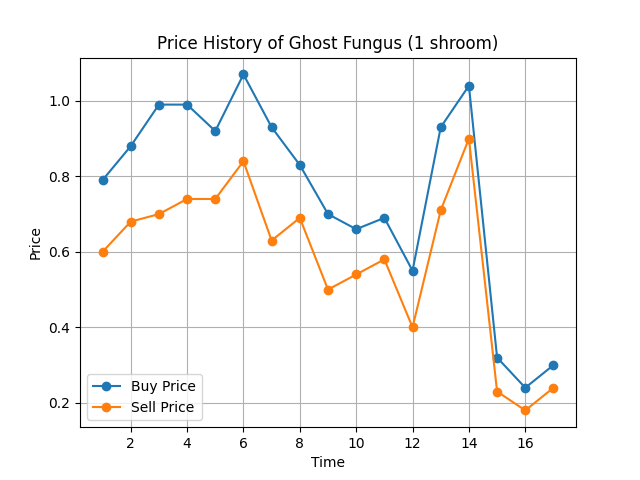 Price History of Ghost Fungus (1 shroom)
1.0
0.8
0.6
0.4
0.2
Price
Buy Price
Sell Price
2 4 6 8 10 12 14 16
Time